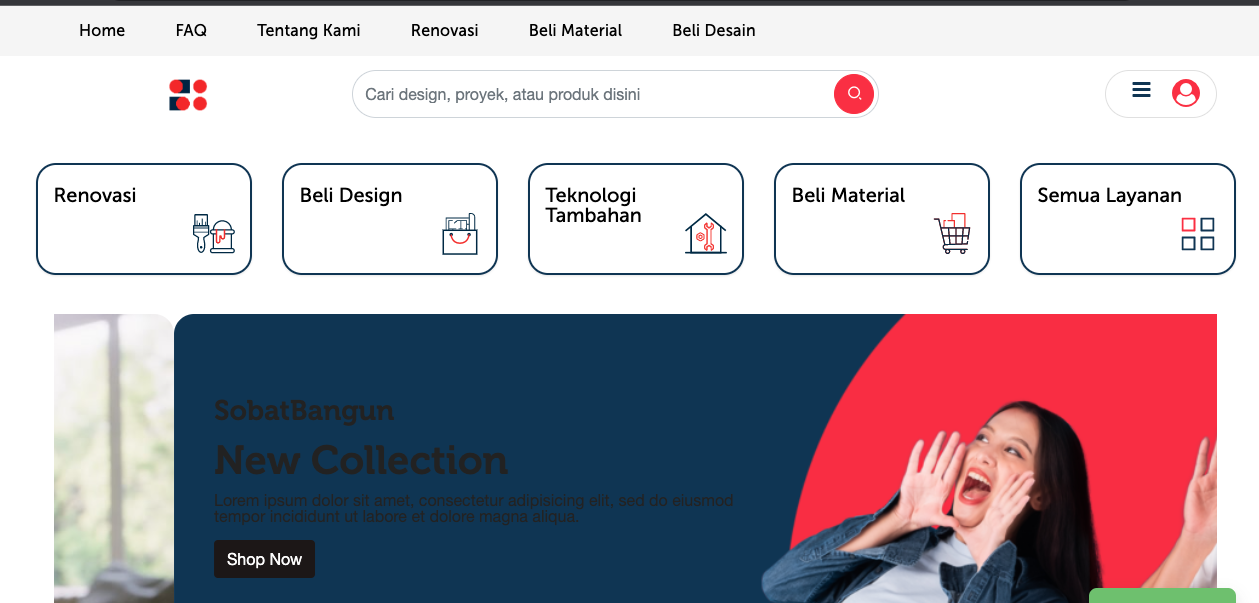 Home FAQ Tentang Kami Renovasi Beli Material Beli Desain
Cari design, proyek, atau produk disini
Renovasi
Beli Design
Teknologi
Tambahan
Beli Material
Semua Layanan
SobatBangun
New Collection
Lorem ipsum dolor sit amet, consectetur adipisicing elit, sed do eiusmod
tempor incididunt ut labore et dolore magna aliqua.
Shop Now